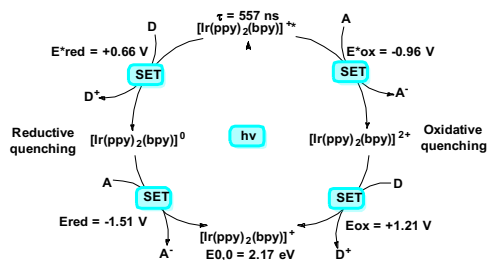 τ = 557 ns
D
[Ir(ppy)2(bpy)]+*
A
E*red = +0.66 V
E*ox = -0.96 V
SET
SET
D+
A-
Reductive
quenching
[Ir(ppy)2(bpy)]0
hv
[Ir(ppy)2(bpy)]2+
Oxidative
quenching
A
D
SET
SET
Ered = -1.51 V
[Ir(ppy)2(bpy)]+
Eox = +1.21 V
A-
E0,0 = 2.17 eV
D+